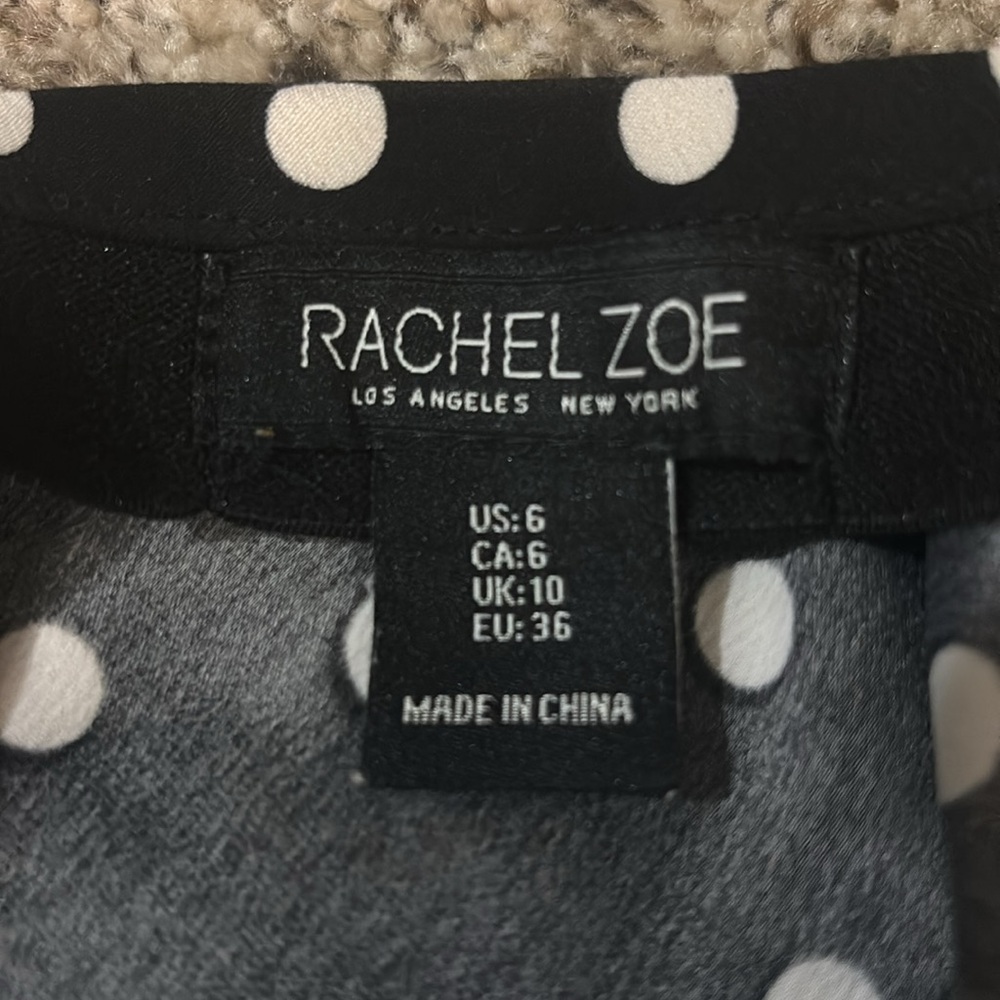 RACHEL ZOE
LOS ANGELES NEW YORK
US: 6
CA: 6
UK: 10
EU: 36
MADE IN CHINA